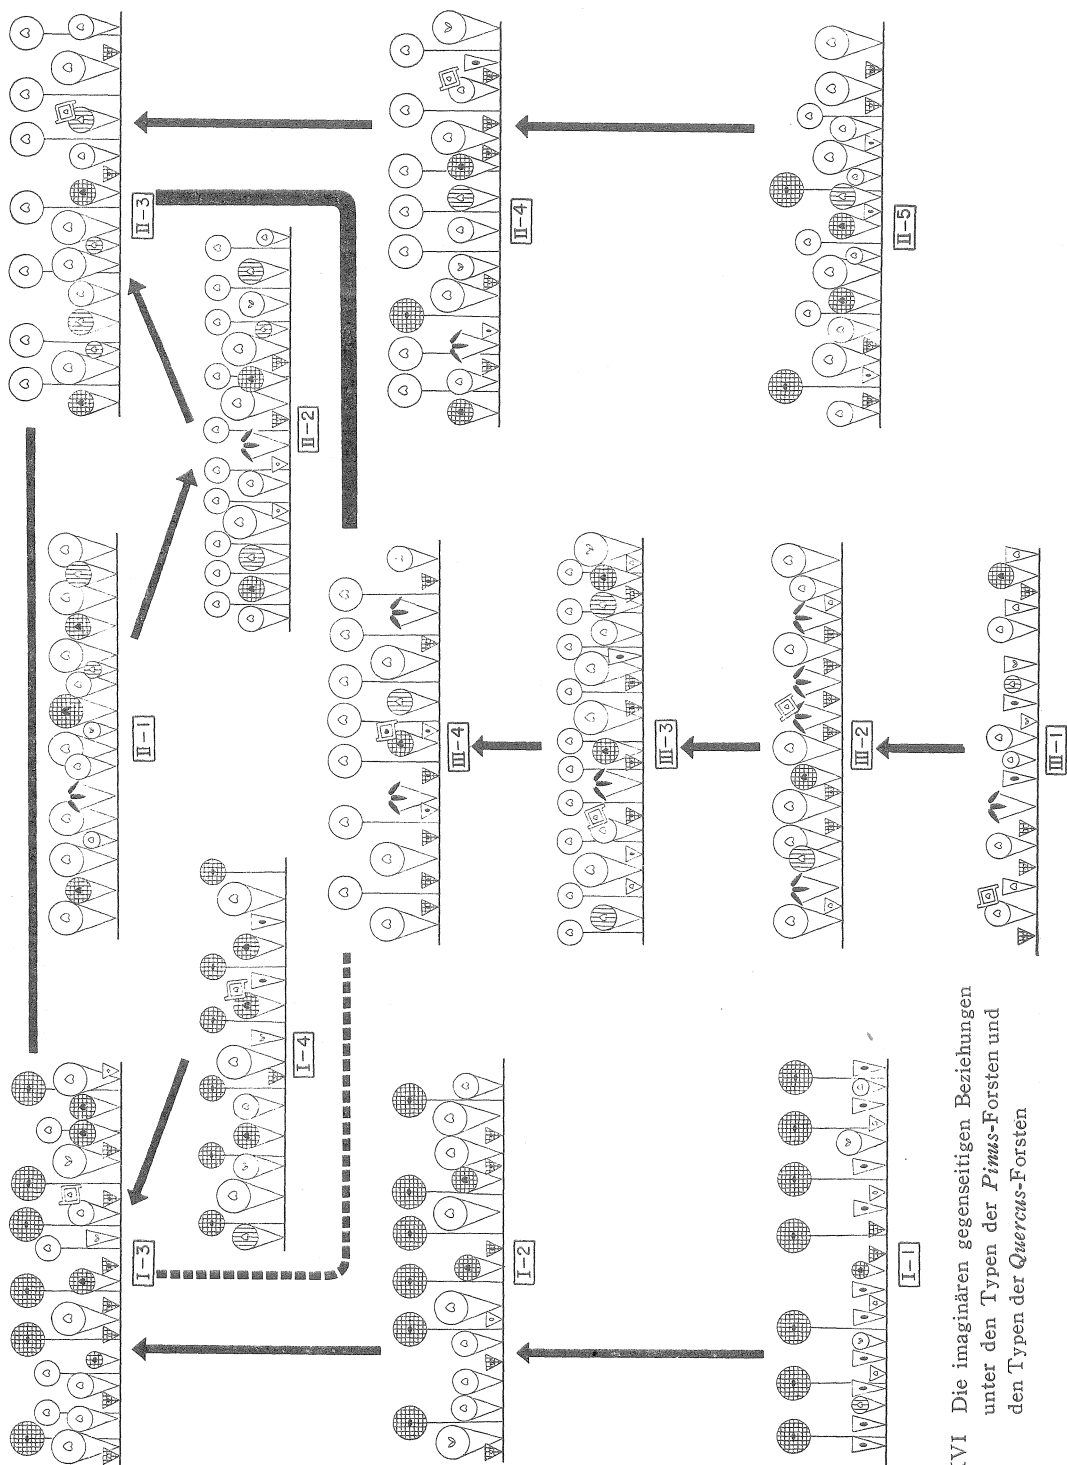 II-3
II-4
II-5
II-2
II-1
III-4
III-3
III-2
III-1
I-4
I-3
I-2
I-1
Die imaginären gegenseitigen Beziehungen
unter den Typen der Pinus-Forsten und
den Typen der Quercus-Forsten